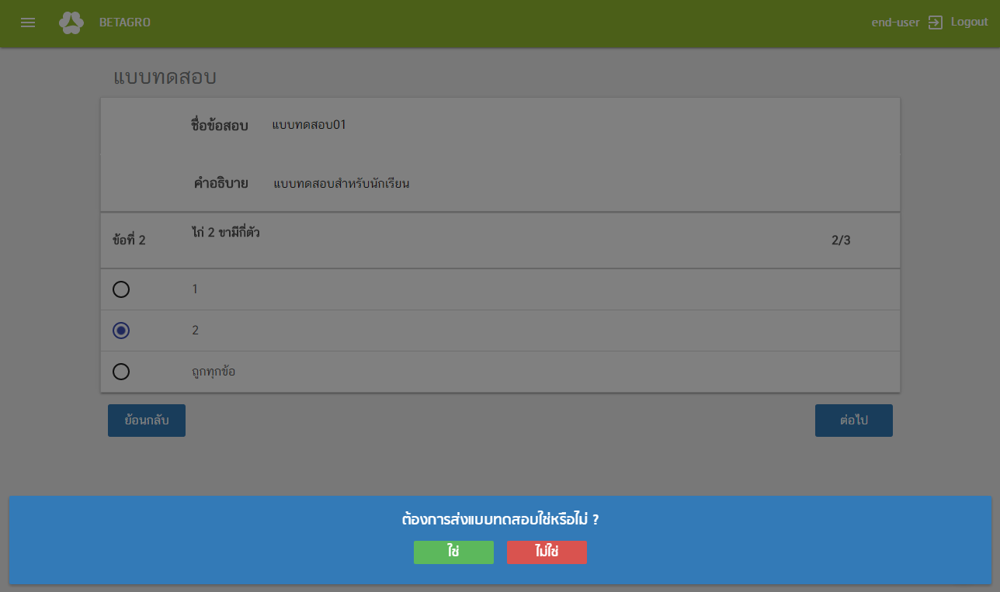 BETAGRO
end-user Logout
แบบทดสอบ
ชื่อข้อสอบ แบบทดสอบ01
คำอธิบาย แบบทดสอบสำหรับนักเรียน
ข้อที่ 2 ไก่ 2 ขามีกี่ตัว 2/3
1
2
ถูกทุกข้อ
ย้อนกลับ ต่อไป
ต้องการส่งแบบทดสอบใช่หรือไม่ ?
ใช่ ไม่ใช่